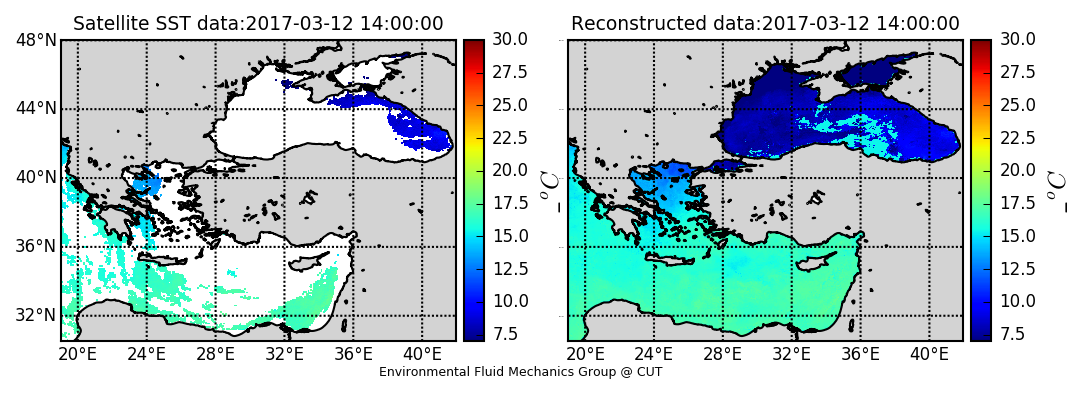 Satellite SST data:2017-03-12 14:00:00
48°N
44°N
40°N
36°N
32°N
20°E 24°E 28°E 32°E 36°E 40°E
30.0
27.5
25.0
22.5
20.0
17.5
15.0
12.5
10.0
7.5
_°C
Reconstructed data:2017-03-12 14:00:00
20°E 24°E 28°E 32°E 36°E 40°E
30.0
27.5
25.0
22.5
20.0
17.5
15.0
12.5
10.0
7.5
_°C
Environmental Fluid Mechanics Group @ CUT